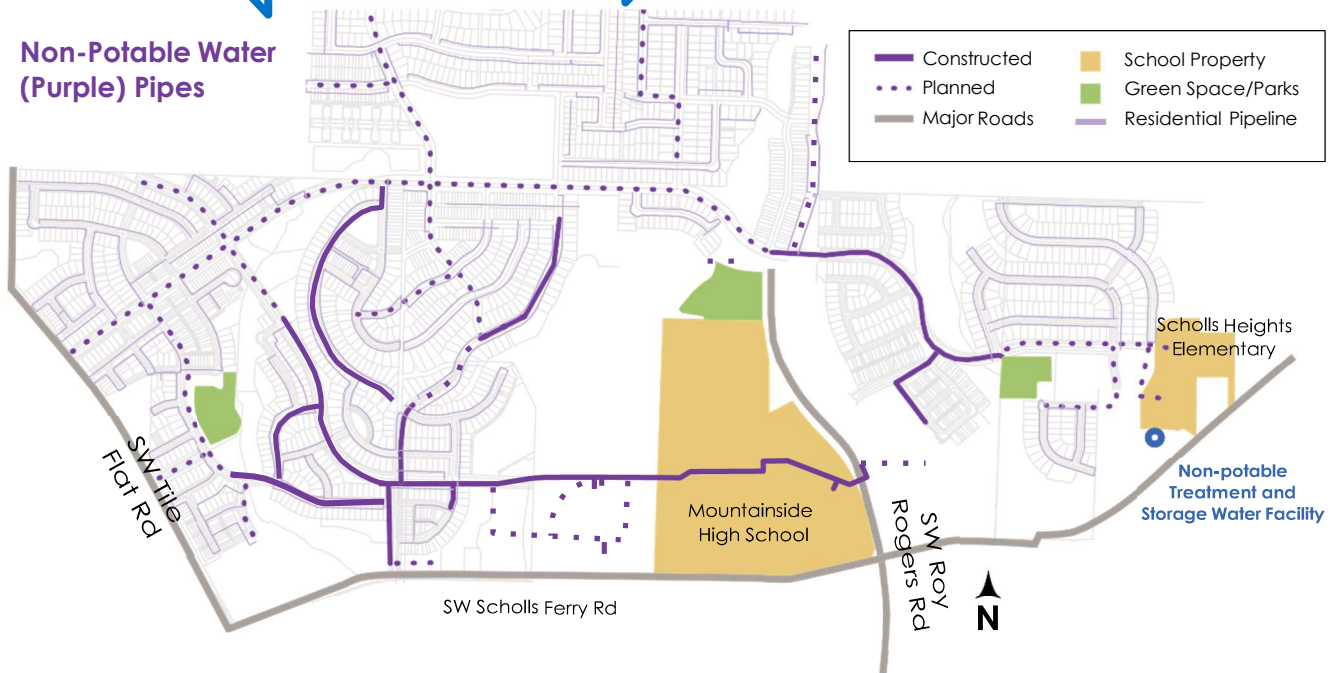 Non-Potable Water
(Purple) Pipes
Constructed
Planned
Major Roads
School Property
Green Space/Parks
Residential Pipeline
Scholls Heights
Elementary
SW Tile
Flat Rd
Non-potable
Treatment and
Storage Water Facility
Mountainside
High School
SW Roy
Rogers Rd
SW Scholls Ferry Rd
N